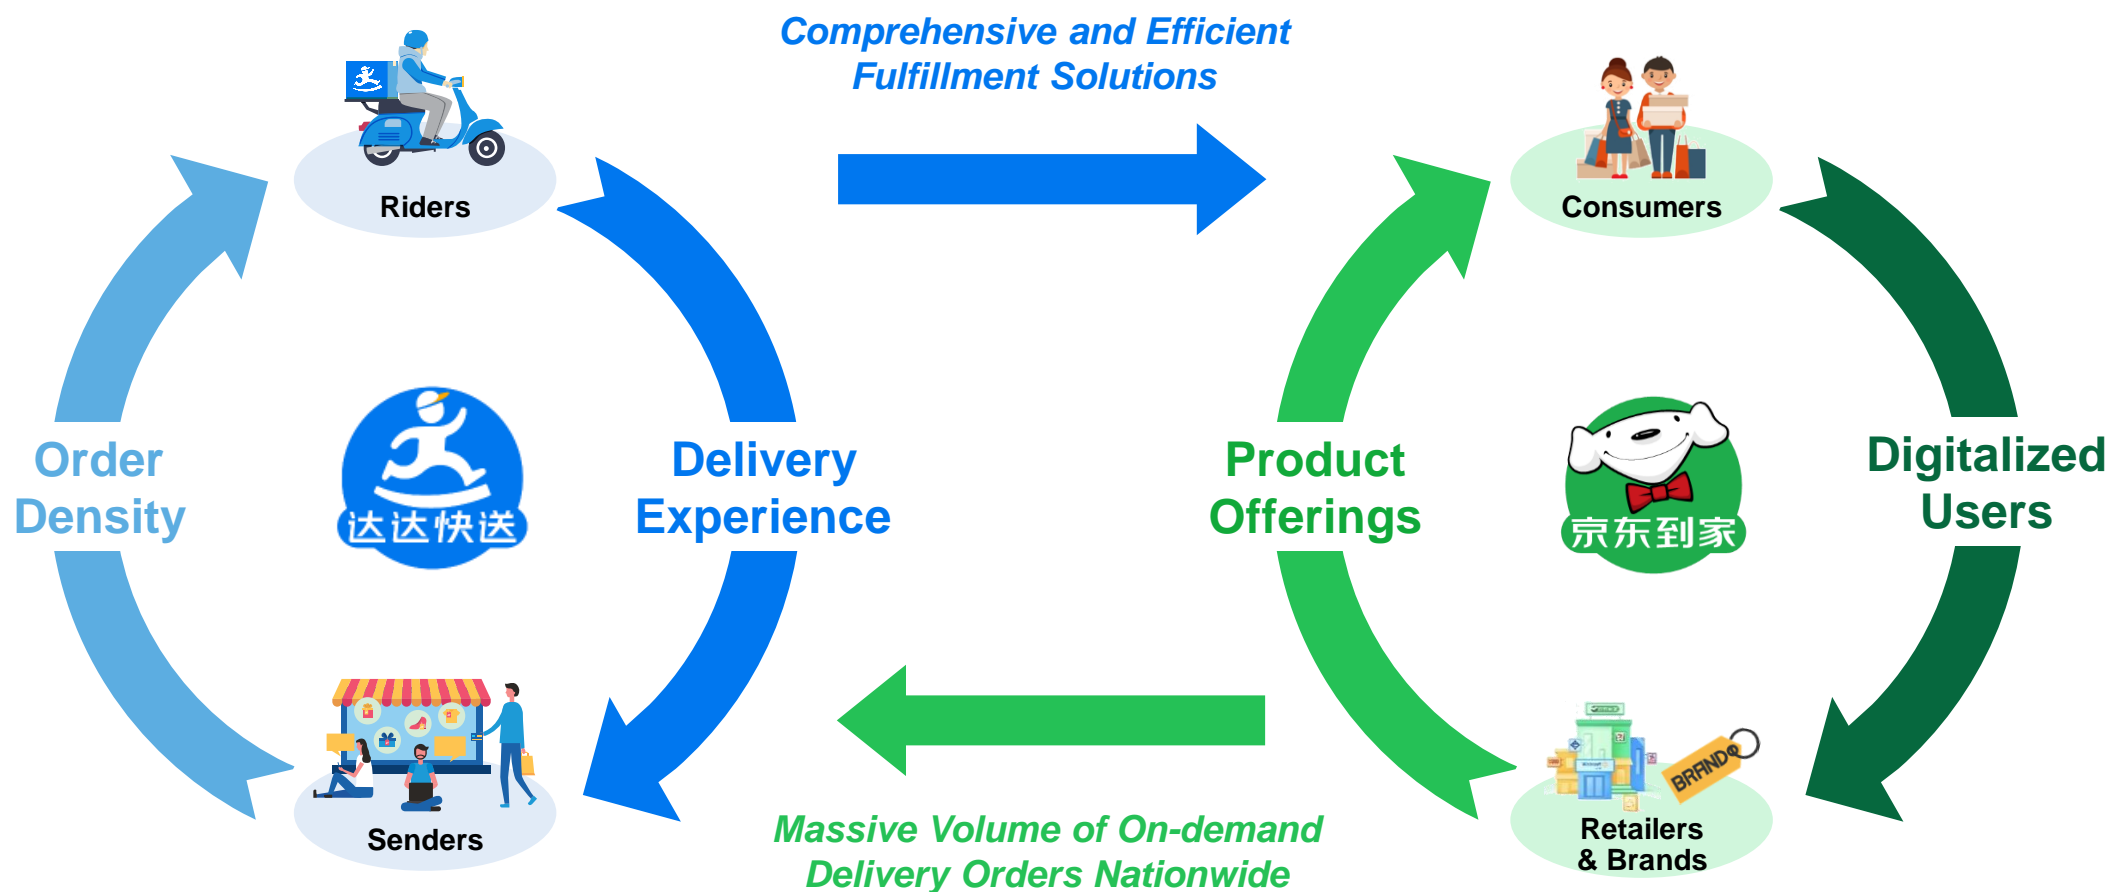 Comprehensive and Efficient
Fulfillment Solutions
Riders
Consumers
Order
Density
达达快送
Delivery
Experience
Product
Offerings
京东到家
Digitalized
Users
Senders
BRAND
Retailers
& Brands
Massive Volume of On-demand
Delivery Orders Nationwide